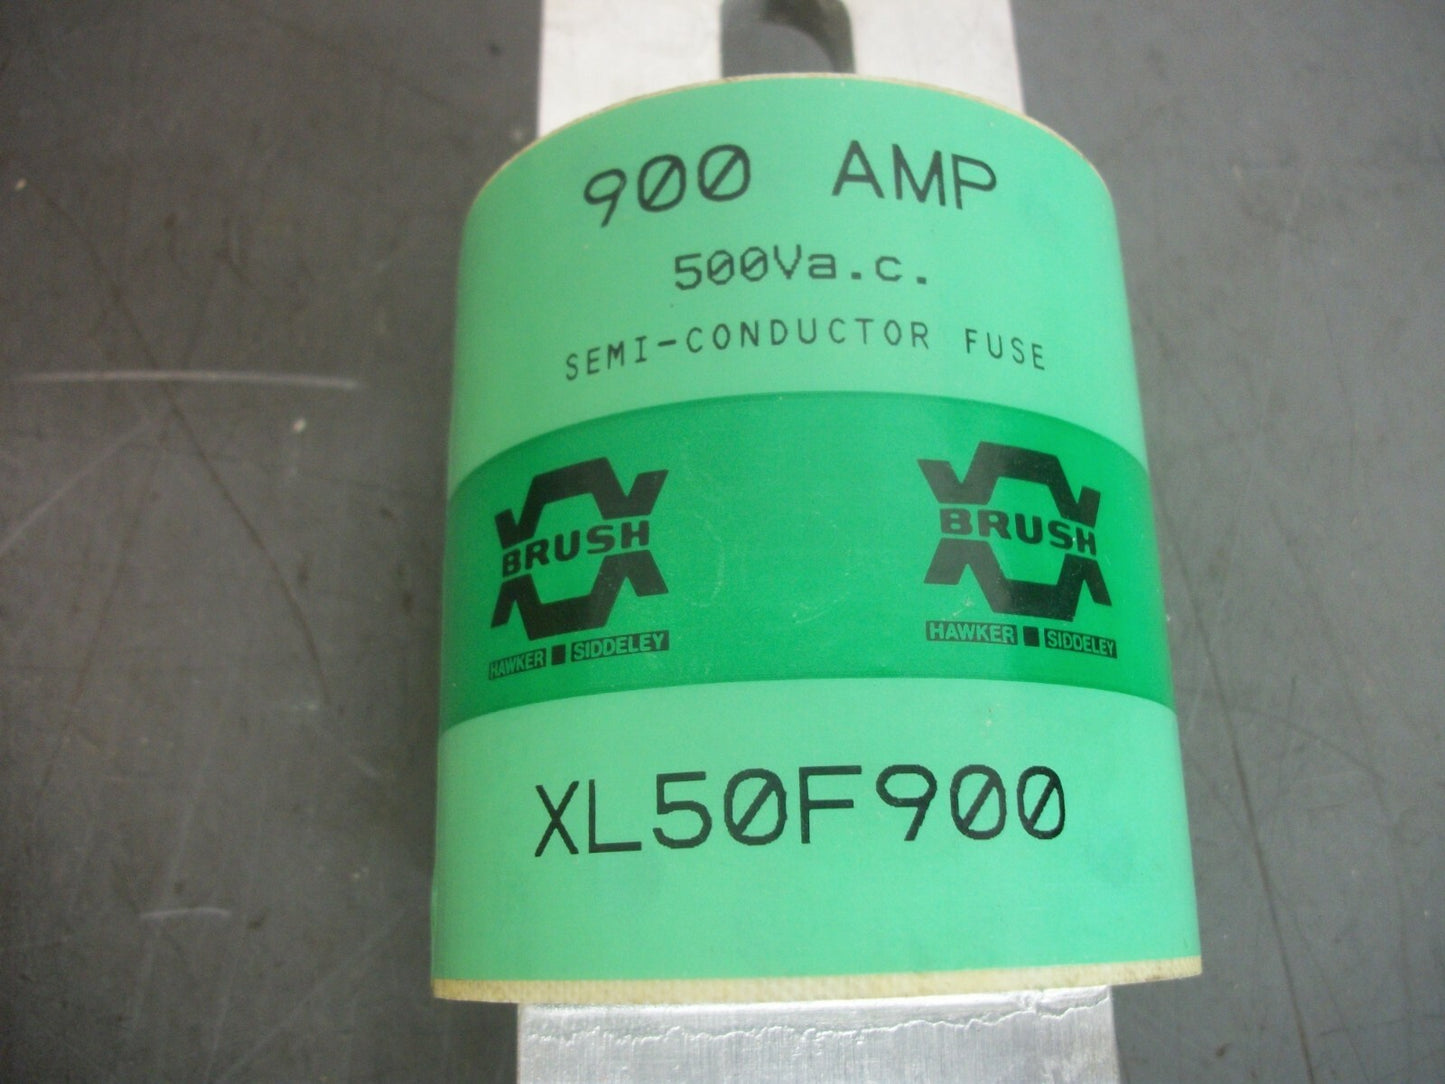 900 AMP
500Va.c.
SEMI-CONDUCTOR FUSE
BRUSH
HAWKER SIDDELEY
BRUSH
HAWKER SIDDELEY
XL50F900